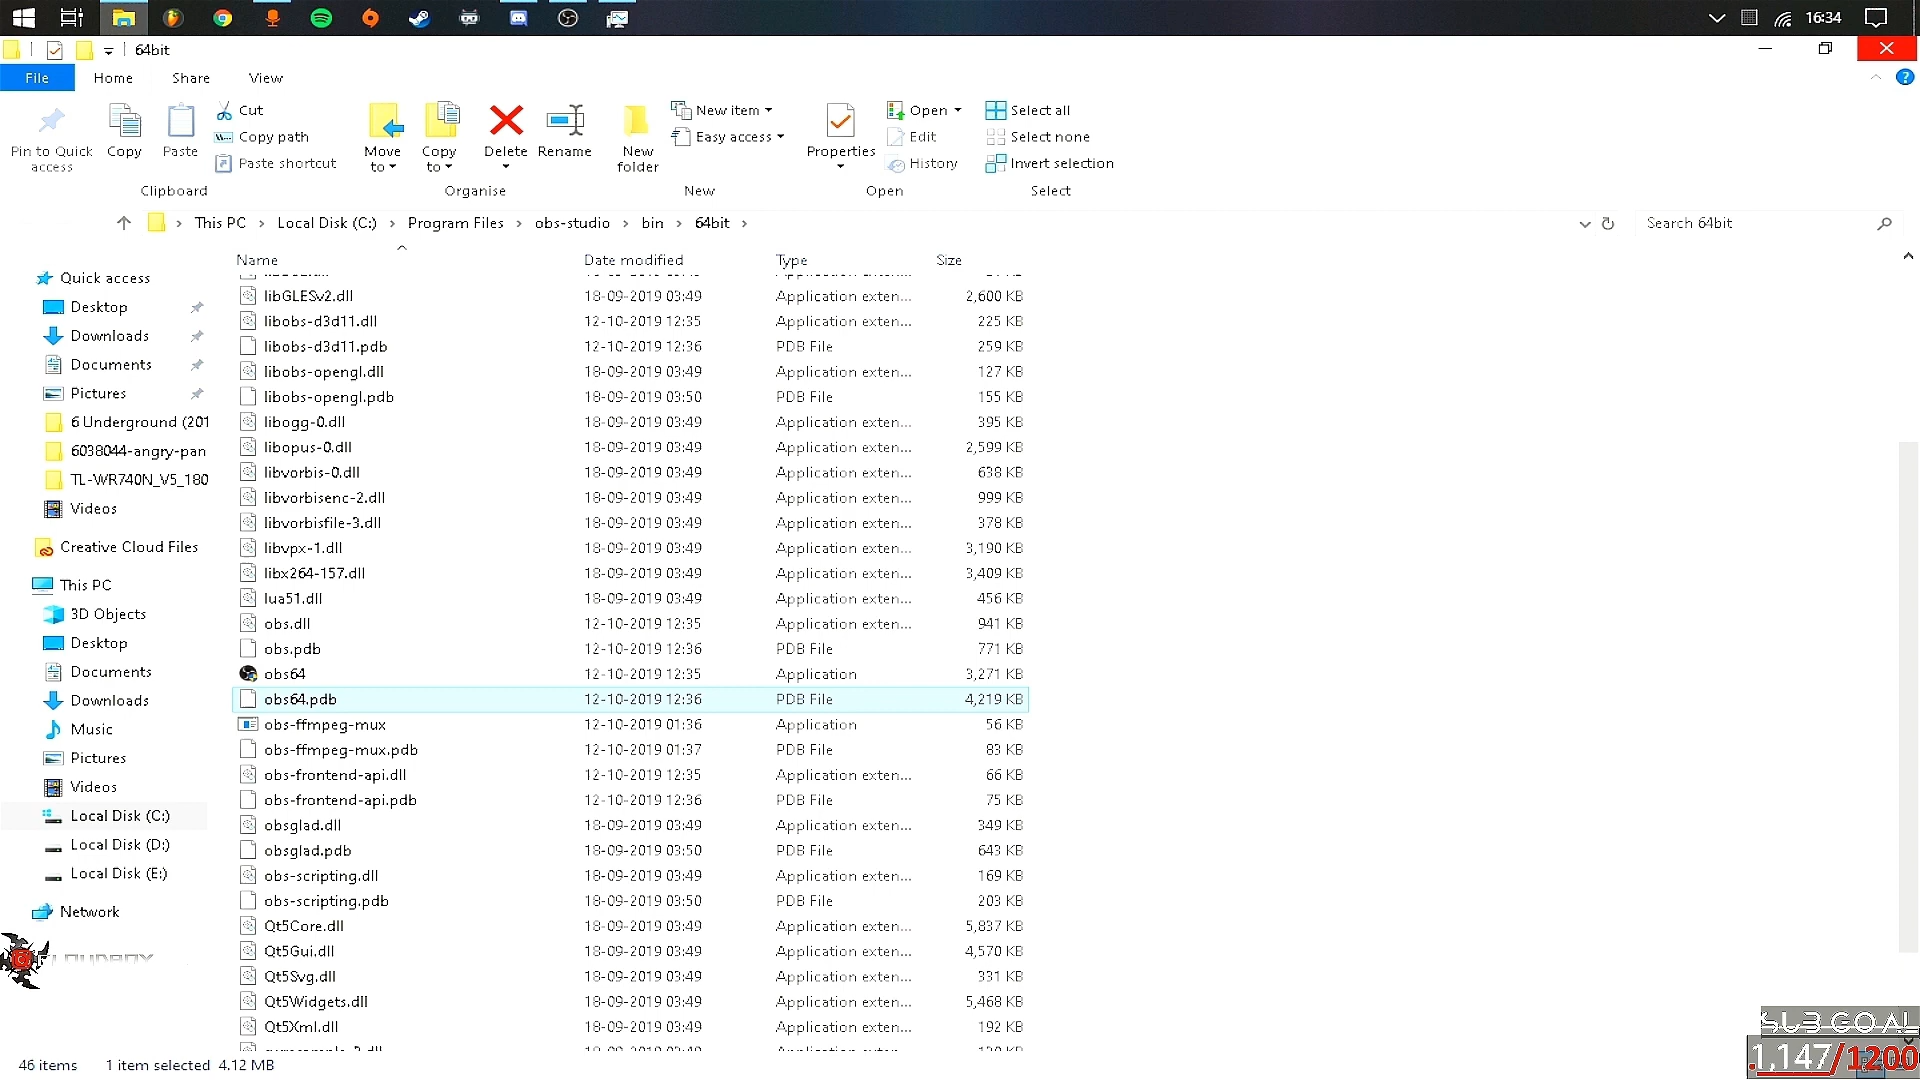 16:34
64bit
File Home Share View
Pin to Quick access
Copy
Paste
Cut
Copy path
Paste shortcut
Clipboard
Move to
Copy to
Delete
Rename
Organise
New folder
New item
Easy access
New
Properties
Open
Edit
History
Open
Select all
Select none
Invert selection
Select
This PC > Local Disk (C:) > Program Files > obs-studio > bin > 64bit >
Search 64bit
Quick access
Desktop
Downloads
Documents
Pictures
6 Underground (201
6038044-angry-pan
TL-WR740N_V5_180
Videos
Creative Cloud Files
This PC
3D Objects
Desktop
Documents
Downloads
Music
Pictures
Videos
Local Disk (C:)
Local Disk (D:)
Local Disk (E:)
Network
Name Date modified Type Size
libGLESv2.dll 18-09-2019 03:49 Application exten... 2,600 KB
libobs-d3d11.dll 12-10-2019 12:35 Application exten... 225 KB
libobs-d3d11.pdb 12-10-2019 12:36 PDB File 259 KB
libobs-opengl.dll 18-09-2019 03:49 Application exten... 127 KB
libobs-opengl.pdb 18-09-2019 03:50 PDB File 155 KB
libogg-0.dll 18-09-2019 03:49 Application exten... 395 KB
libopus-0.dll 18-09-2019 03:49 Application exten... 2,599 KB
libvorbis-0.dll 18-09-2019 03:49 Application exten... 638 KB
libvorbisenc-2.dll 18-09-2019 03:49 Application exten... 999 KB
libvorbisfile-3.dll 18-09-2019 03:49 Application exten... 378 KB
libvpx-1.dll 18-09-2019 03:49 Application exten... 3,190 KB
libx264-157.dll 18-09-2019 03:49 Application exten... 3,409 KB
lua51.dll 18-09-2019 03:49 Application exten... 456 KB
obs.dll 12-10-2019 12:35 Application exten... 941 KB
obs.pdb 12-10-2019 12:36 PDB File 771 KB
obs64 12-10-2019 12:35 Application 3,271 KB
obs64.pdb 12-10-2019 12:36 PDB File 4,219 KB
obs-ffmpeg-mux 12-10-2019 01:36 Application 56 KB
obs-ffmpeg-mux.pdb 12-10-2019 01:37 PDB File 83 KB
obs-frontend-api.dll 12-10-2019 12:35 Application exten... 66 KB
obs-frontend-api.pdb 12-10-2019 12:36 PDB File 75 KB
obsglad.dll 18-09-2019 03:49 Application exten... 349 KB
obsglad.pdb 18-09-2019 03:50 PDB File 643 KB
obs-scripting.dll 18-09-2019 03:49 Application exten... 169 KB
obs-scripting.pdb 18-09-2019 03:50 PDB File 203 KB
Qt5Core.dll 18-09-2019 03:49 Application exten... 5,837 KB
Qt5Gui.dll 18-09-2019 03:49 Application exten... 4,570 KB
Qt5Svg.dll 18-09-2019 03:49 Application exten... 331 KB
Qt5Widgets.dll 18-09-2019 03:49 Application exten... 5,468 KB
Qt5Xml.dll 18-09-2019 03:49 Application exten... 192 KB
46 items 1 item selected 4.12 MB
SUB GOAL
1,147/1200